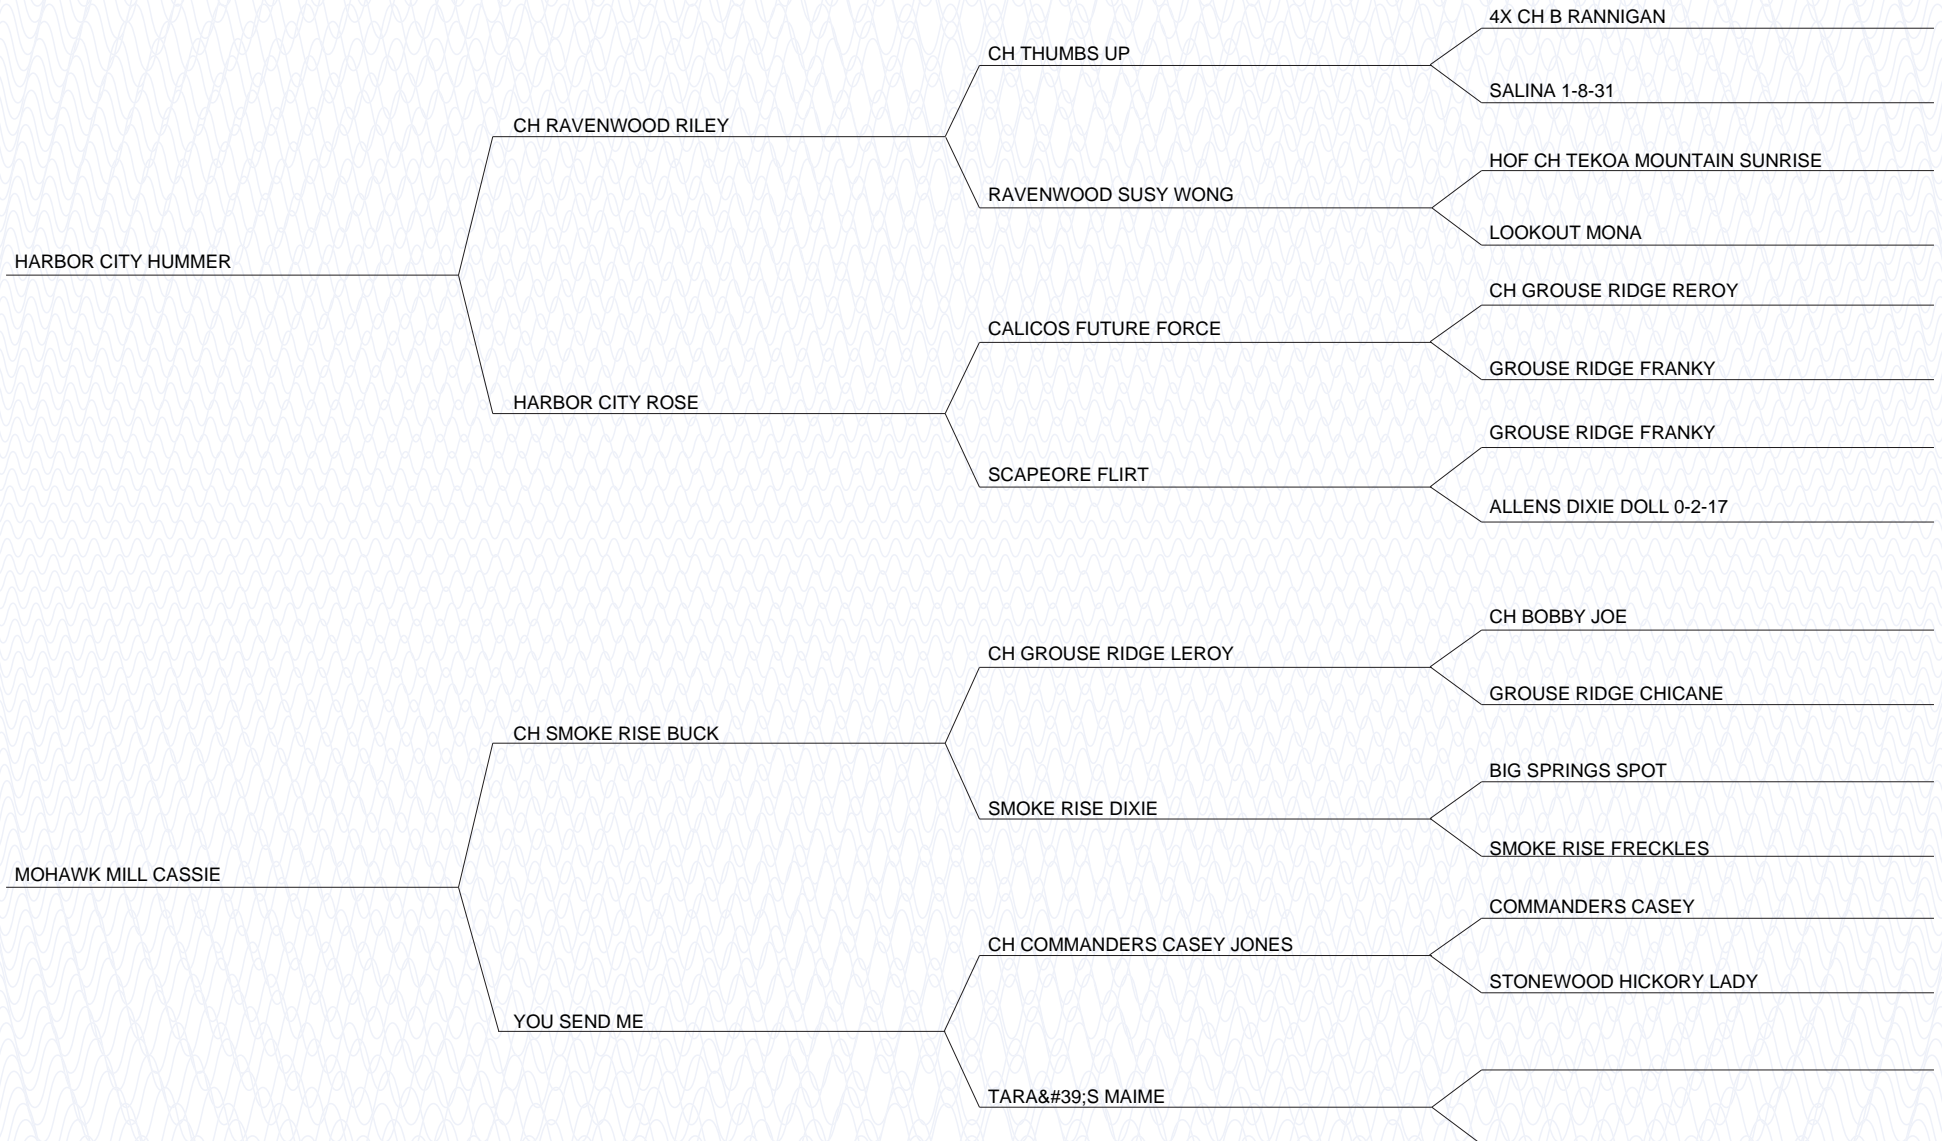 4X CH B RANNIGAN
CH THUMBS UP
SALINA 1-8-31
CH RAVENWOOD RILEY
HOF CH TEKOA MOUNTAIN SUNRISE
RAVENWOOD SUSY WONG
LOOKOUT MONA
HARBOR CITY HUMMER
CH GROUSE RIDGE REROY
CALICOS FUTURE FORCE
GROUSE RIDGE FRANKY
HARBOR CITY ROSE
GROUSE RIDGE FRANKY
SCAPEORE FLIRT
ALLENS DIXIE DOLL 0-2-17
CH BOBBY JOE
CH GROUSE RIDGE LEROY
GROUSE RIDGE CHICANE
CH SMOKE RISE BUCK
BIG SPRINGS SPOT
SMOKE RISE DIXIE
SMOKE RISE FRECKLES
MOHAWK MILL CASSIE
COMMANDERS CASEY
CH COMMANDERS CASEY JONES
STONEWOOD HICKORY LADY
YOU SEND ME
TARA&#39;S MAIME